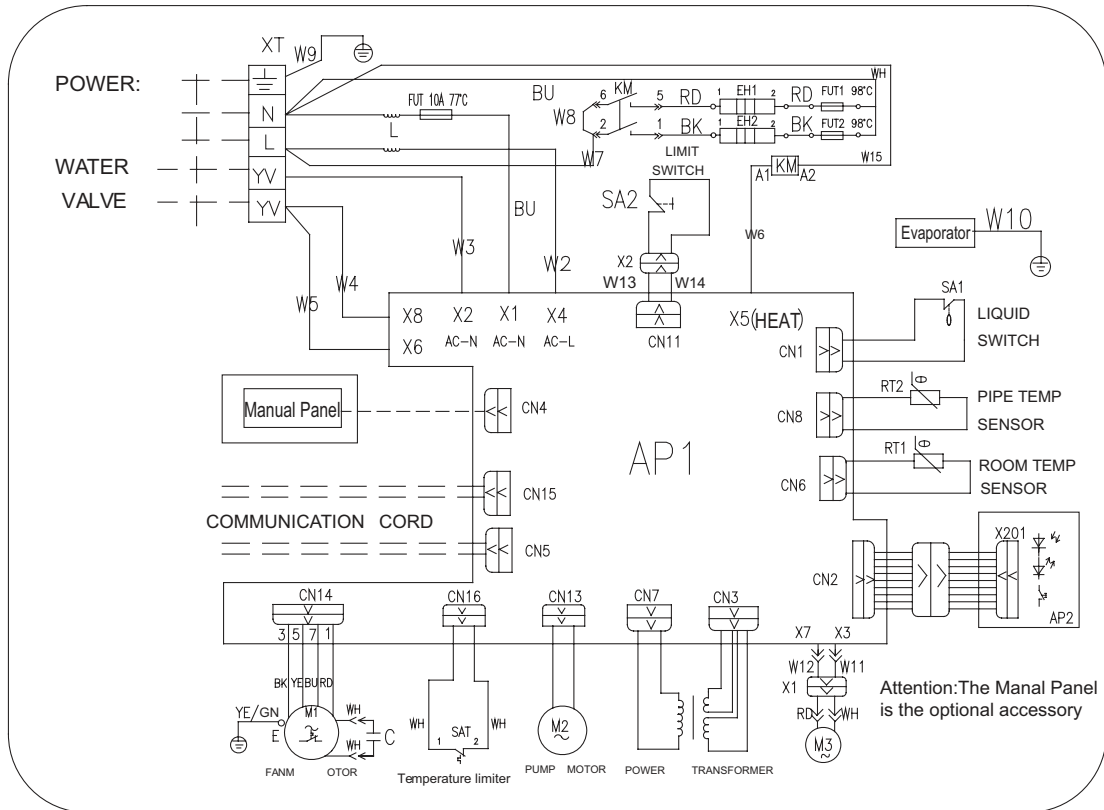 XT
W9
POWER:
N
L
WATER
YV
VALVE
YV
FUT 10A 77°C
L
BU
W8
W7
6 KM 5 RD 1 EH1 2 RD FUT1 98°C
2 1 BK 1 EH2 2 BK FUT2 98°C
WH
LIMIT
SWITCH
W15
A1 KM A2
SA2
BU
W3
W2
W6
W4
W5
X2
W13 W14
Evaporator
W10
X8 X2 X1 X4
X6 AC-N AC-N AC-L
CN11
X5(HEAT)
CN1
SA1
LIQUID
SWITCH
CN8
RT2
θ
PIPE TEMP
SENSOR
CN6
RT1
θ
ROOM TEMP
SENSOR
Manual Panel
CN4
AP1
CN15
COMMUNICATION CORD
CN5
CN2
X201
AP2
CN14
3 5 7 1
BK YE BU RD
YE/GN
E
M1
WH
WH
C
FANM OTOR
CN16
WH
WH
1 SAT 2
Temperature limiter
CN13
M2
PUMP MOTOR
CN7
CN3
POWER TRANSFORMER
X7 X3
W12 W11
X1
RD WH
M3
Attention:The Manal Panel
is the optional accessory